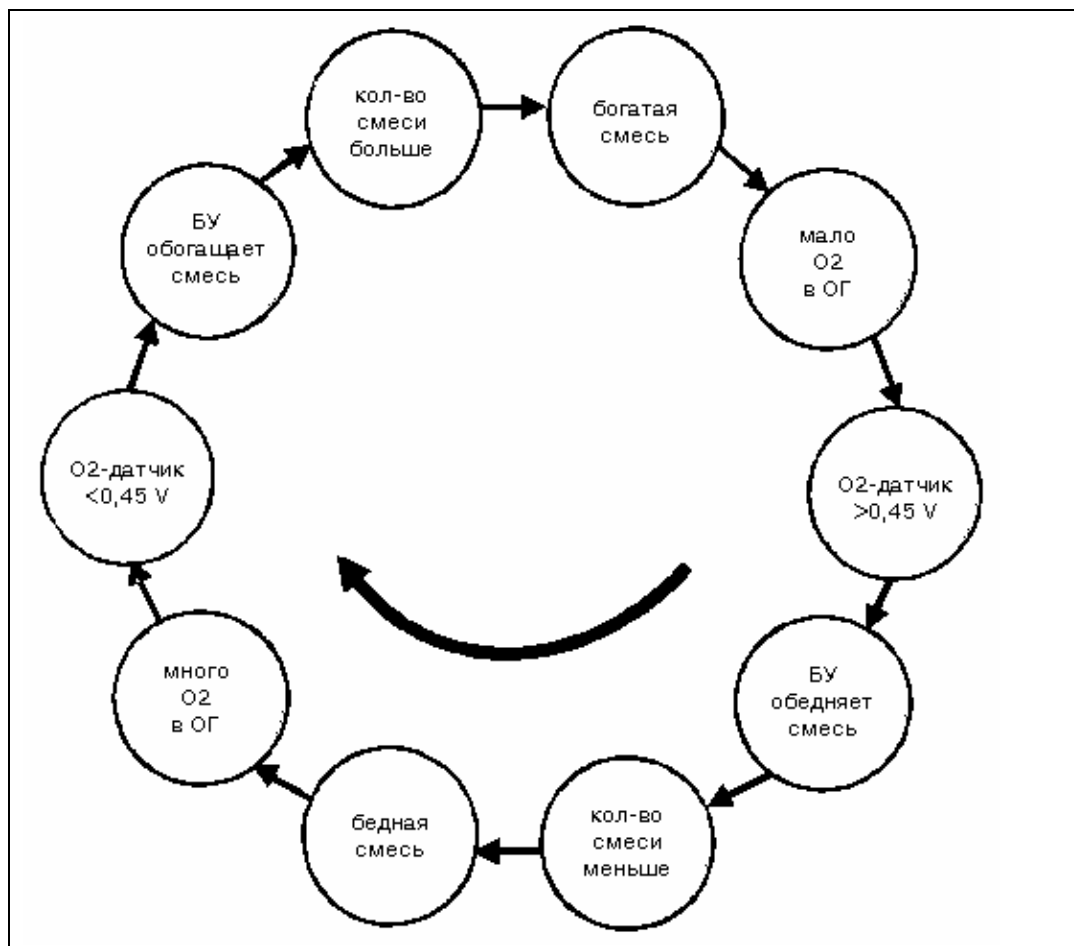 кол-во
смеси
больше
богатая
смесь
мало
О2
в ОГ
О2-датчик
>0,45 V
БУ
обедняет
смесь
кол-во
смеси
меньше
бедная
смесь
много
О2
в ОГ
О2-датчик
<0,45 V
БУ
обогащает
смесь